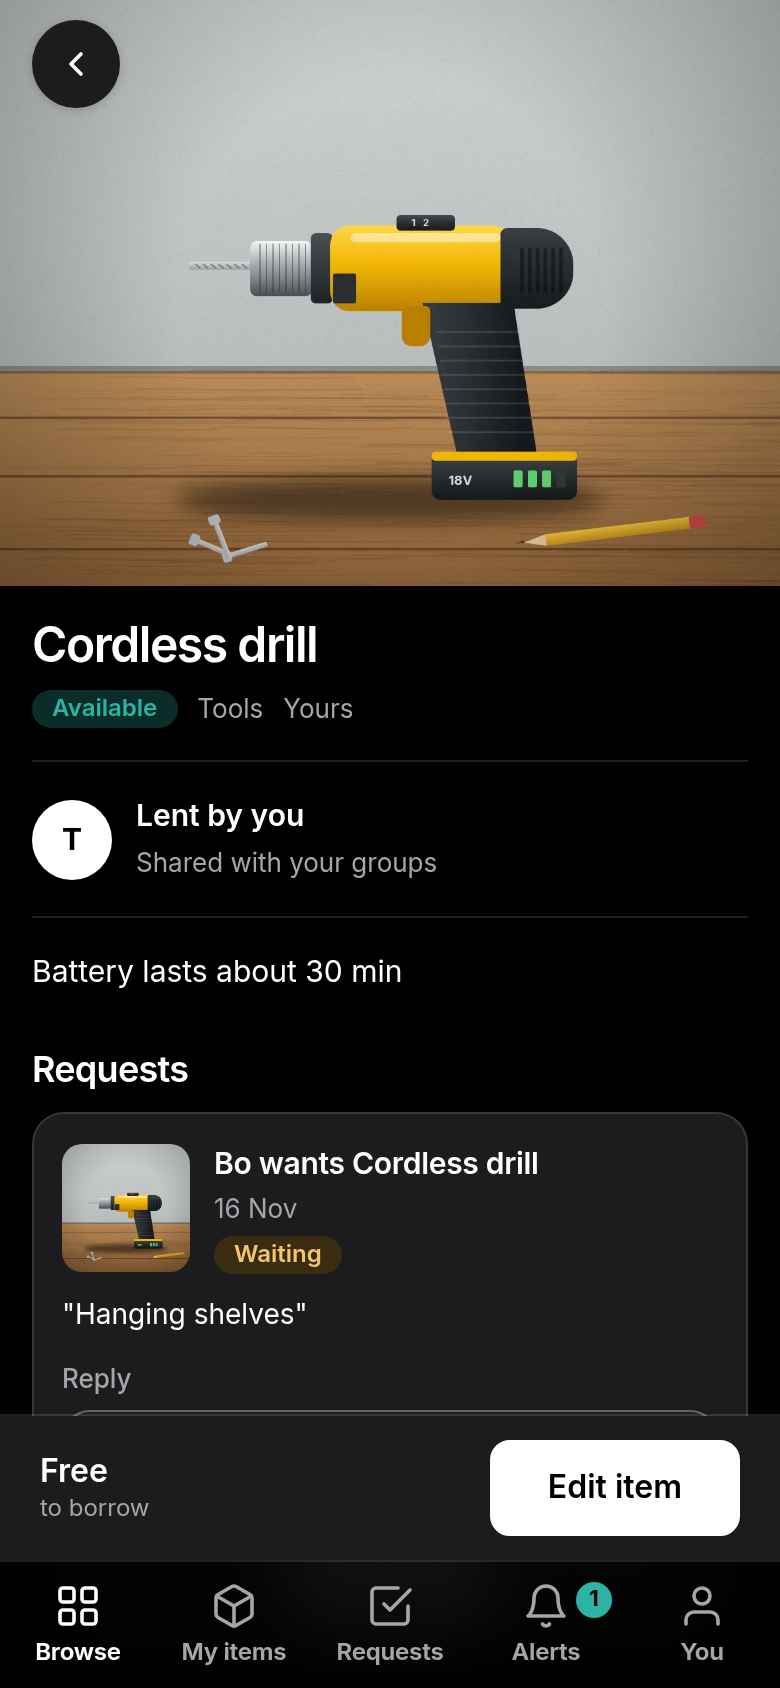 1 2
18V
Cordless drill
Available Tools Yours
T
Lent by you
Shared with your groups
Battery lasts about 30 min
Requests
Bo wants Cordless drill
16 Nov
Waiting
"Hanging shelves"
Reply
Free
to borrow
Edit item
1
Browse My items Requests Alerts You